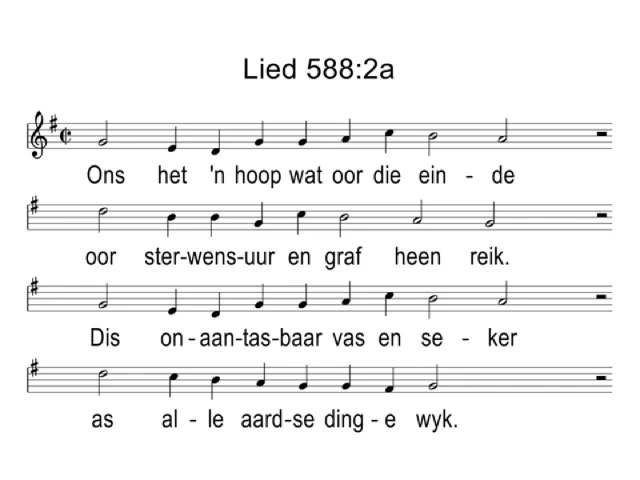 Lied 588:2a
Ons het 'n hoop wat oor die ein - de
oor ster-wens-uur en graf heen reik.
Dis on-aan-tas-baar vas en se - ker
as al - le aard-se ding - e wyk.